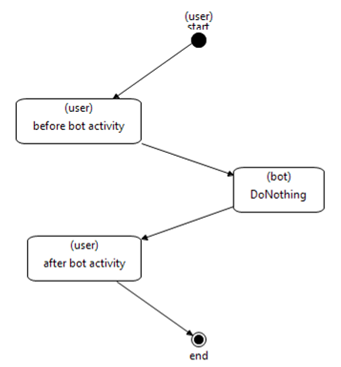 (user)
start
(user)
before bot activity
(bot)
DoNothing
(user)
after bot activity
end